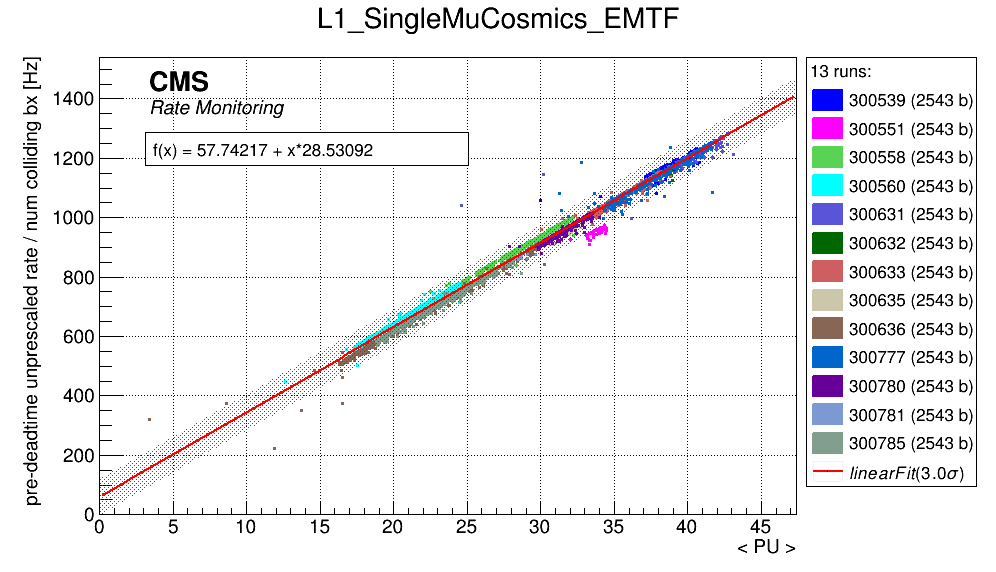 L1_SingleMuCosmics_EMTF
pre-deadtime unprescaled rate / num colliding bx [Hz]
CMS
Rate Monitoring
f(x) = 57.74217 + x*28.53092
1400
1200
1000
800
600
400
200
0
0 5 10 15 20 25 30 35 40 45
< PU >
13 runs:
300539 (2543 b)
300551 (2543 b)
300558 (2543 b)
300560 (2543 b)
300631 (2543 b)
300632 (2543 b)
300633 (2543 b)
300635 (2543 b)
300636 (2543 b)
300777 (2543 b)
300780 (2543 b)
300781 (2543 b)
300785 (2543 b)
linearFit(3.0σ)